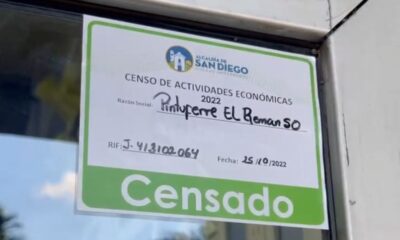 ALCALDÍA DE
SAN DIEGO
CENSO DE ACTIVIDADES ECONÓMICAS
2022
Razón Social: Pintuperre EL Remanso
RIF: J-413102064 Fecha: 25/10/2022
Censado